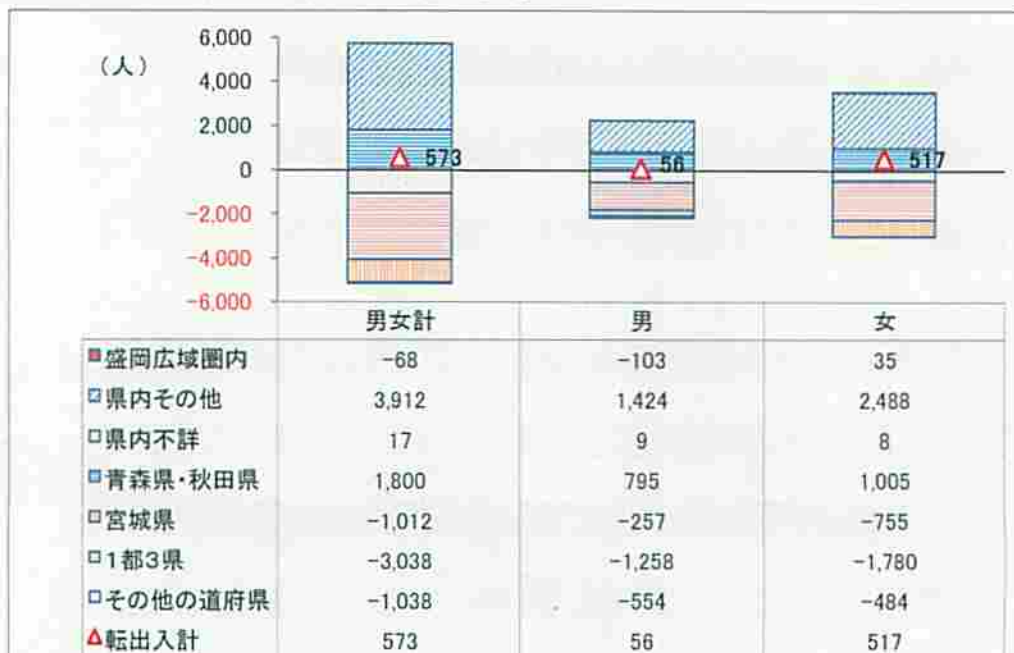 (人)
6,000
4,000
2,000
0
-2,000
-4,000
-6,000
573
56
517
男女計 男 女
盛岡広域圏内 -68 -103 35
県内その他 3,912 1,424 2,488
県内不詳 17 9 8
青森県・秋田県 1,800 795 1,005
宮城県 -1,012 -257 -755
1都3県 -3,038 -1,258 -1,780
その他の道府県 -1,038 -554 -484
転出入計 573 56 517